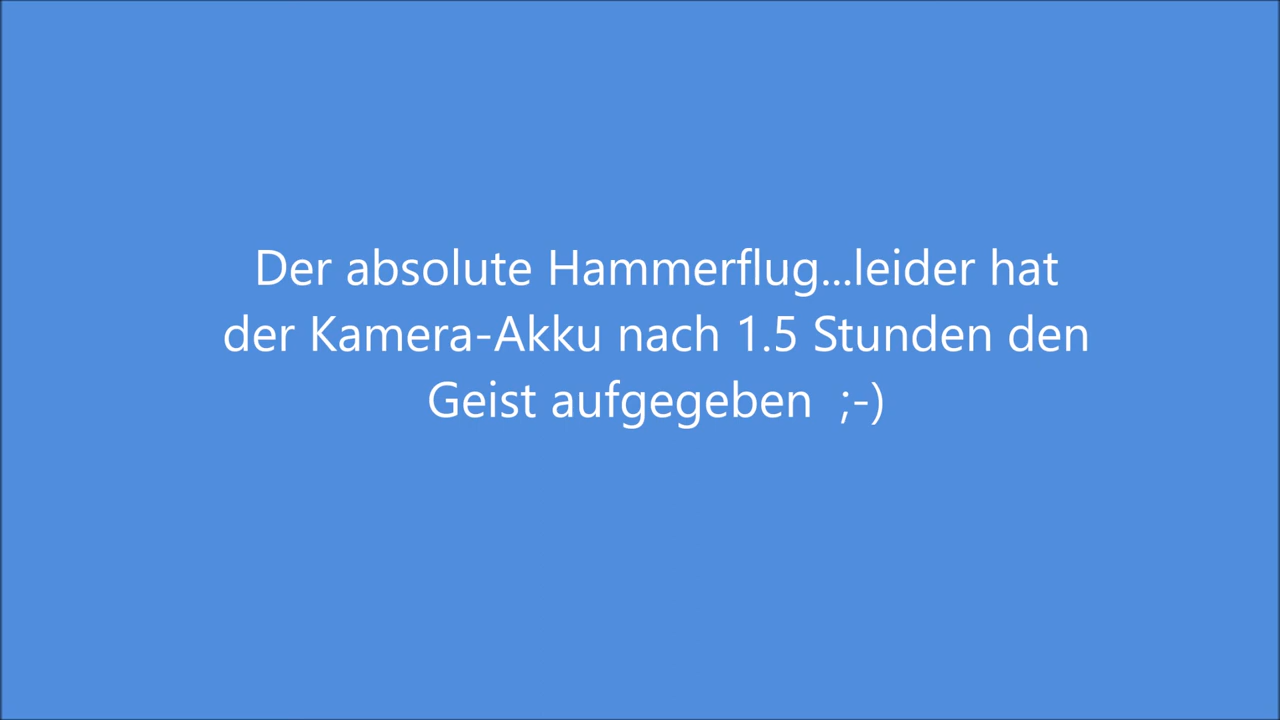 Der absolute Hammerflug...leider hat
der Kamera-Akku nach 1.5 Stunden den
Geist aufgegeben  ;-)